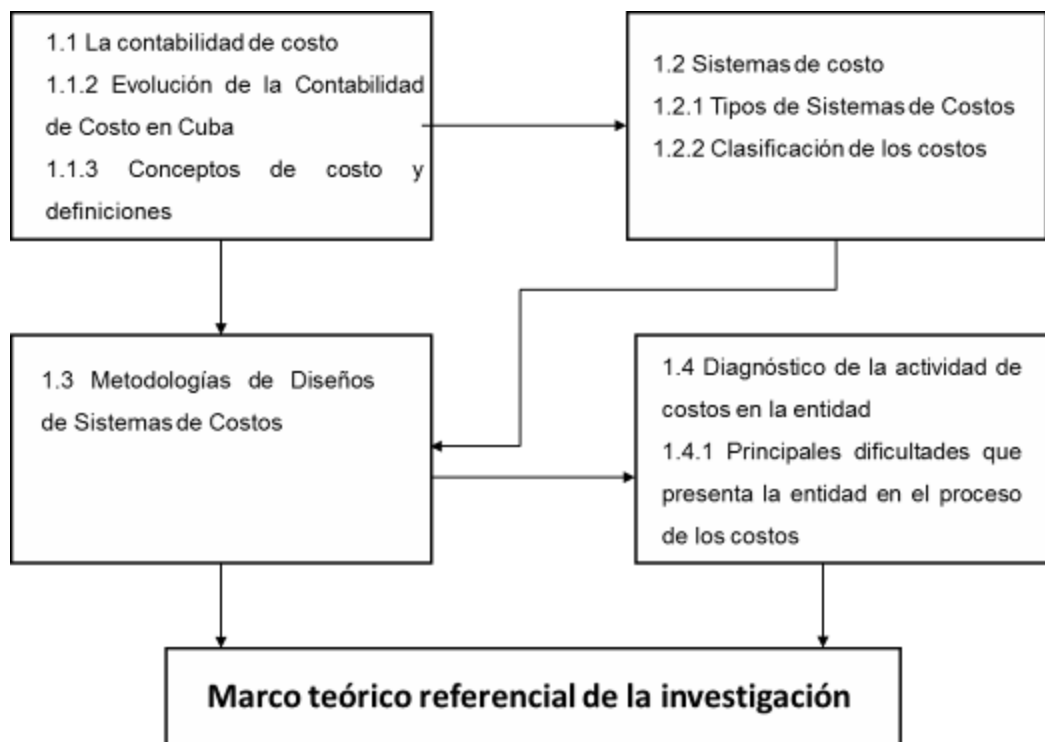 1.1 La contabilidad de costo
1.1.2 Evolución de la Contabilidad
de Costo en Cuba
1.1.3 Conceptos de costo y
definiciones
1.2 Sistemas de costo
1.2.1 Tipos de Sistemas de Costos
1.2.2 Clasificación de los costos
1.3 Metodologías de Diseños
de Sistemas de Costos
1.4 Diagnóstico de la actividad de
costos en la entidad
1.4.1 Principales dificultades que
presenta la entidad en el proceso
de los costos
Marco teórico referencial de la investigación